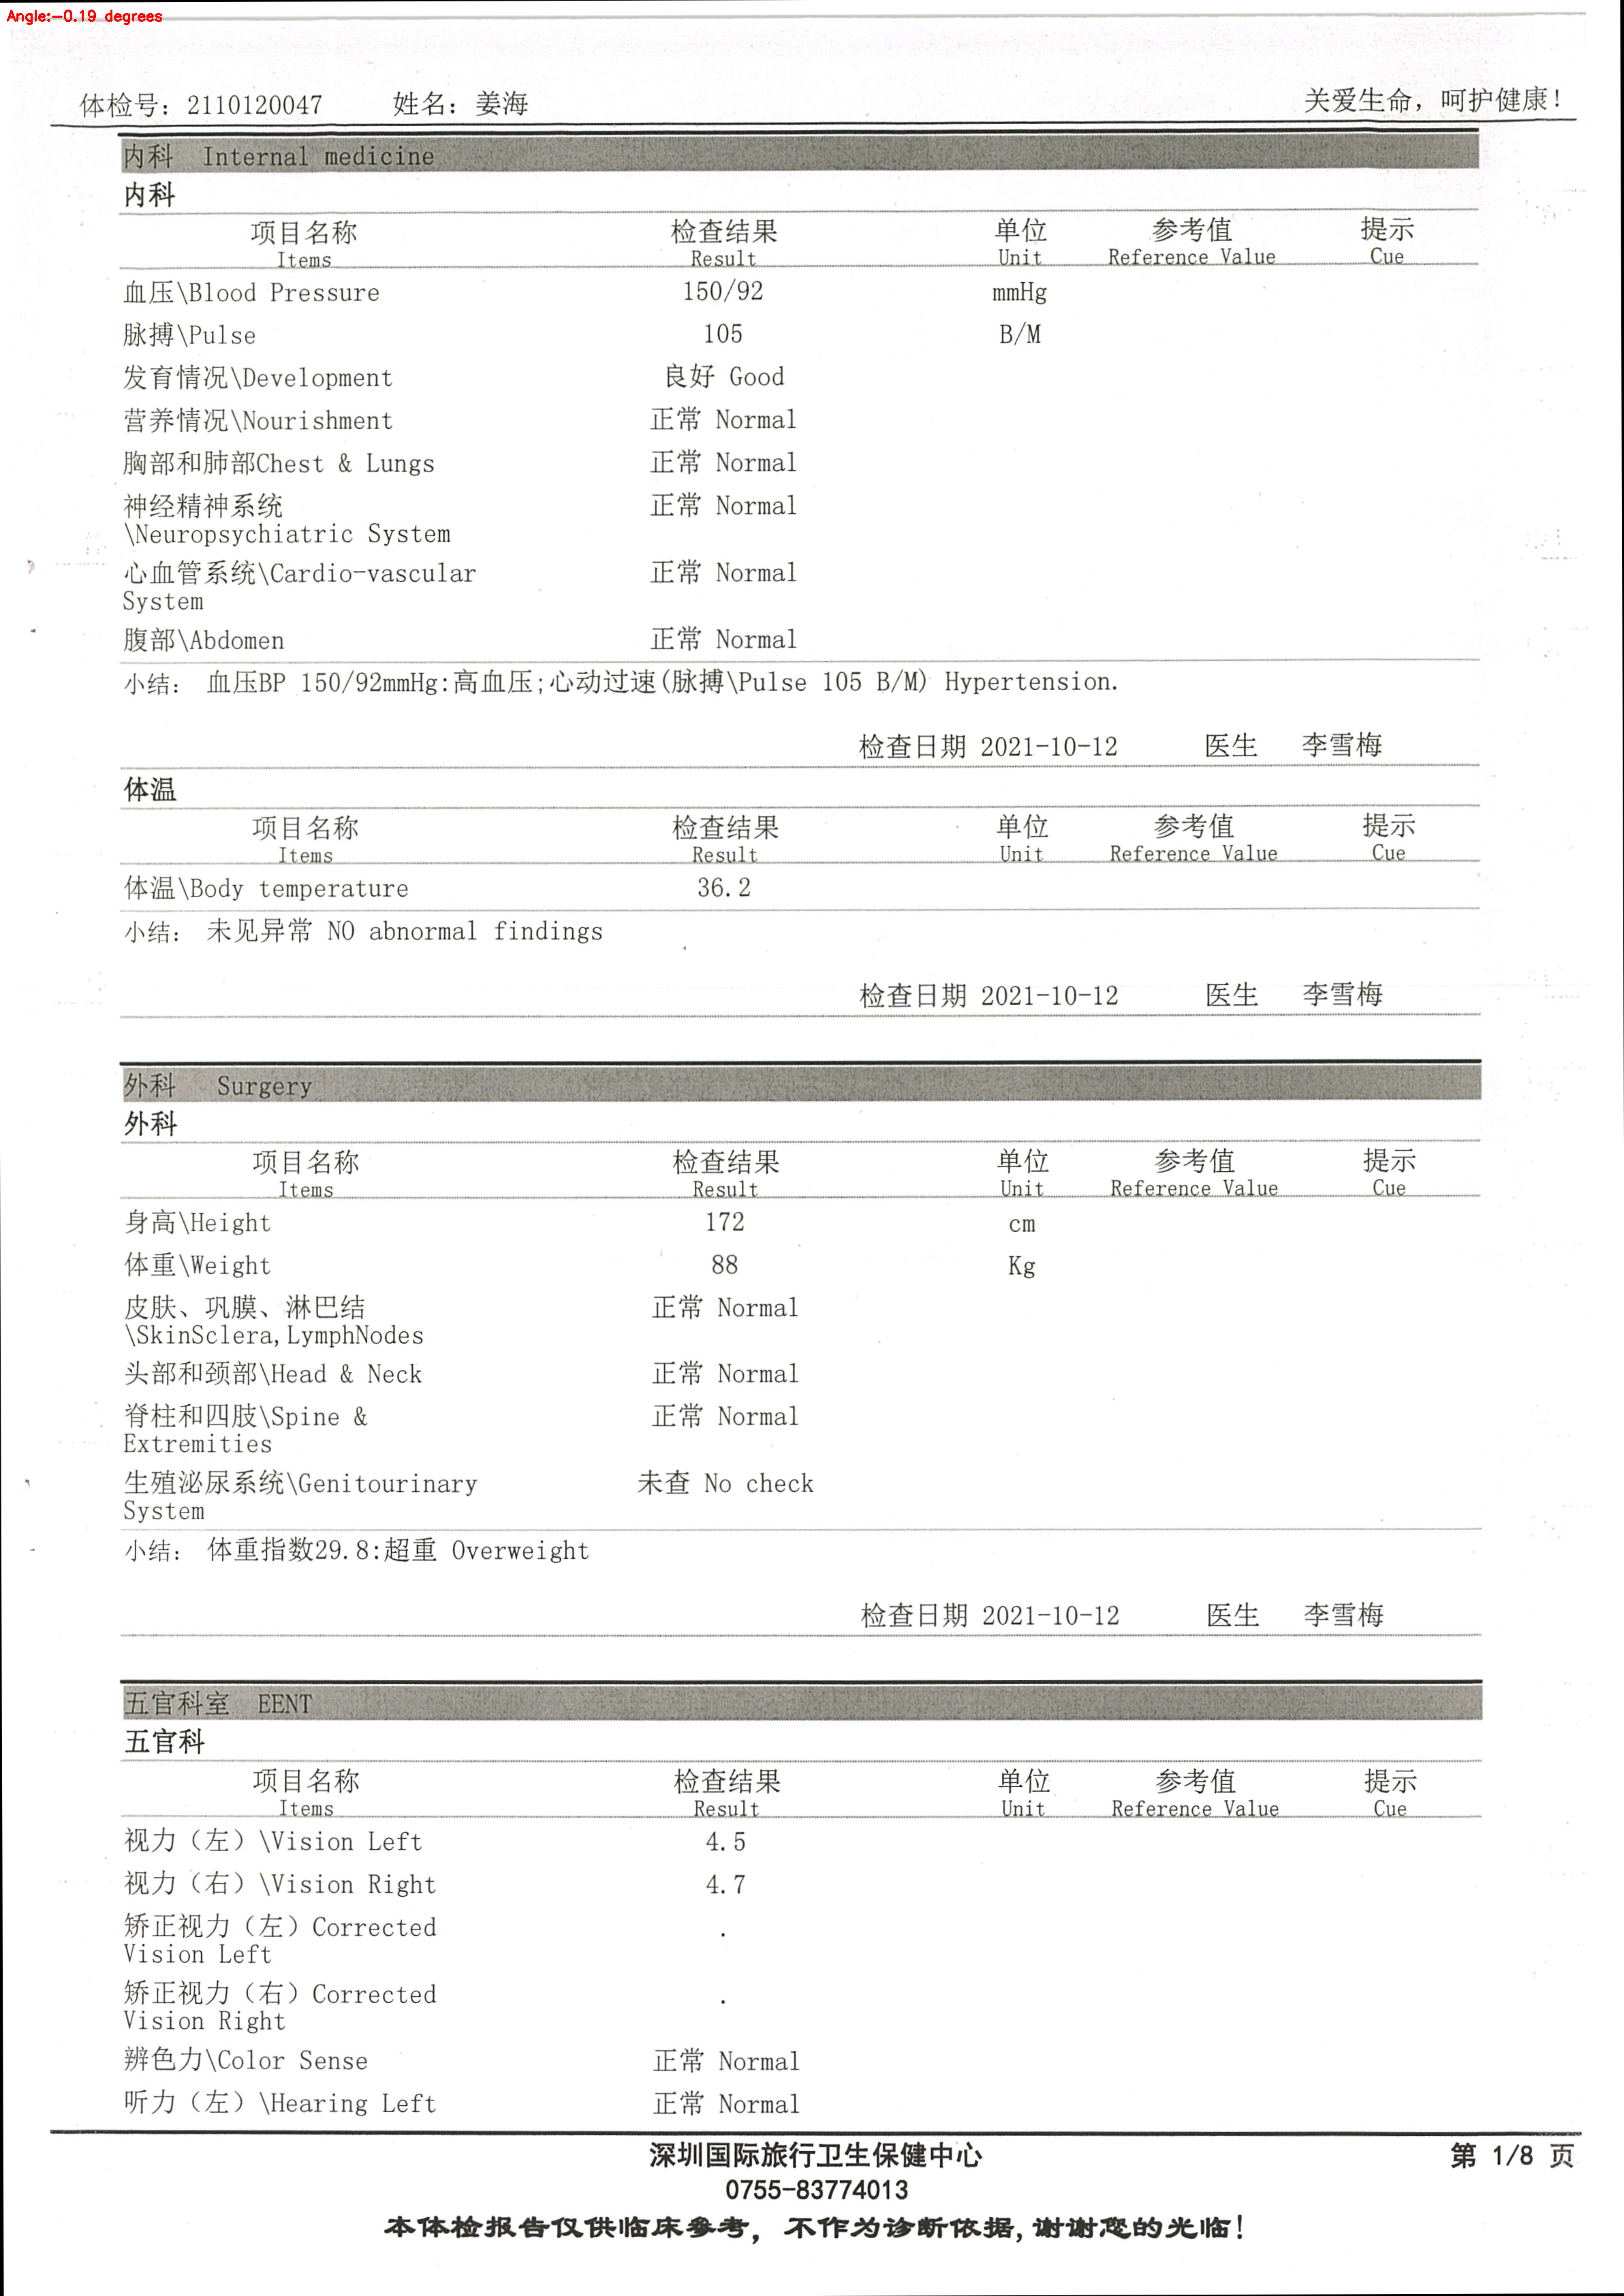 Angle:-0.19 degrees
体检号: 2110120047 姓名: 姜海 关爱生命，呵护健康!
内科 Internal medicine
内科
项目名称 检查结果 单位 参考值 提示
Items Result Unit Reference Value Cue
血压\Blood Pressure 150/92 mmHg
脉搏\Pulse 105 B/M
发育情况\Development 良好 Good
营养情况\Nourishment 正常 Normal
胸部和肺部Chest & Lungs 正常 Normal
神经精神系统 正常 Normal
\Neuropsychiatric System
心血管系统\Cardio-vascular 正常 Normal
System
腹部\Abdomen 正常 Normal
小结: 血压BP 150/92mmHg:高血压;心动过速(脉搏\Pulse 105 B/M) Hypertension.
检查日期 2021-10-12 医生 李雪梅
体温
项目名称 检查结果 单位 参考值 提示
Items Result Unit Reference Value Cue
体温\Body temperature 36.2
小结: 未见异常 NO abnormal findings
检查日期 2021-10-12 医生 李雪梅
外科 Surgery
外科
项目名称 检查结果 单位 参考值 提示
Items Result Unit Reference Value Cue
身高\Height 172 cm
体重\Weight 88 Kg
皮肤、巩膜、淋巴结 正常 Normal
\SkinSclera,LymphNodes
头部和颈部\Head & Neck 正常 Normal
脊柱和四肢\Spine & 正常 Normal
Extremities
生殖泌尿系统\Genitourinary 未查 No check
System
小结: 体重指数29.8:超重 Overweight
检查日期 2021-10-12 医生 李雪梅
五官科室 EENT
五官科
项目名称 检查结果 单位 参考值 提示
Items Result Unit Reference Value Cue
视力（左）\Vision Left 4.5
视力（右）\Vision Right 4.7
矫正视力（左）Corrected .
Vision Left
矫正视力（右）Corrected .
Vision Right
辨色力\Color Sense 正常 Normal
听力（左）\Hearing Left 正常 Normal
深圳国际旅行卫生保健中心 第 1/8 页
0755-83774013
本体检报告仅供临床参考，不作为诊断依据,谢谢您的光临!